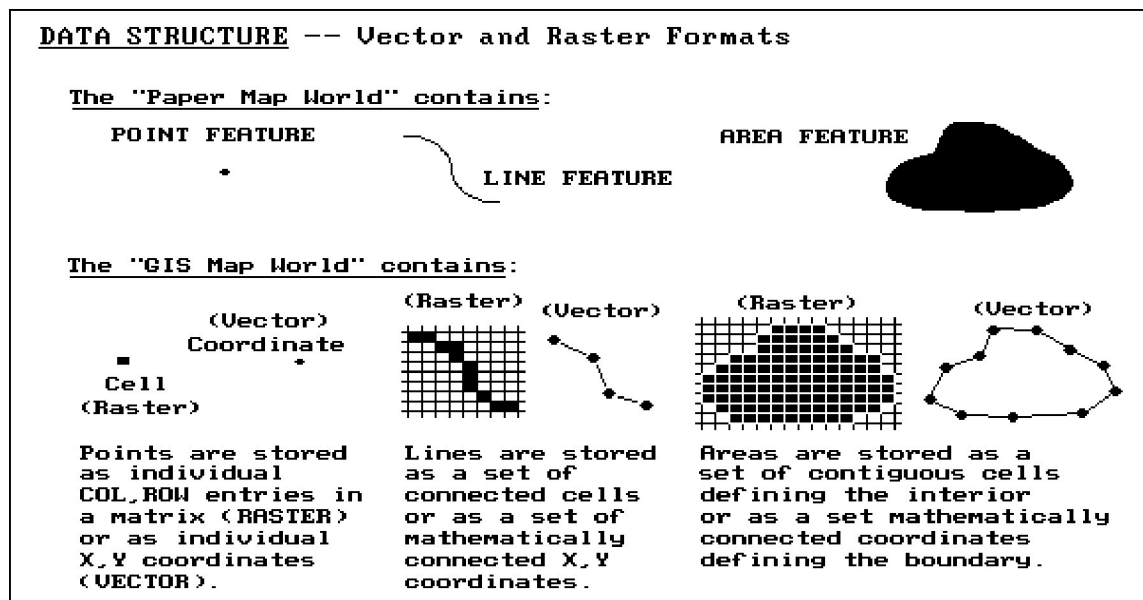 DATA STRUCTURE -- Vector and Raster Formats
The "Paper Map World" contains:
POINT FEATURE
LINE FEATURE
AREA FEATURE
The "GIS Map World" contains:
(Vector)
Coordinate
Cell
(Raster)
(Raster)
(Vector)
(Raster)
(Vector)
Points are stored
as individual
COL,ROW entries in
a matrix (RASTER)
or as individual
X,Y coordinates
(VECTOR).
Lines are stored
as a set of
connected cells
or as a set of
mathematically
connected X,Y
coordinates.
Areas are stored as a
set of contiguous cells
defining the interior
or as a set mathematically
connected coordinates
defining the boundary.